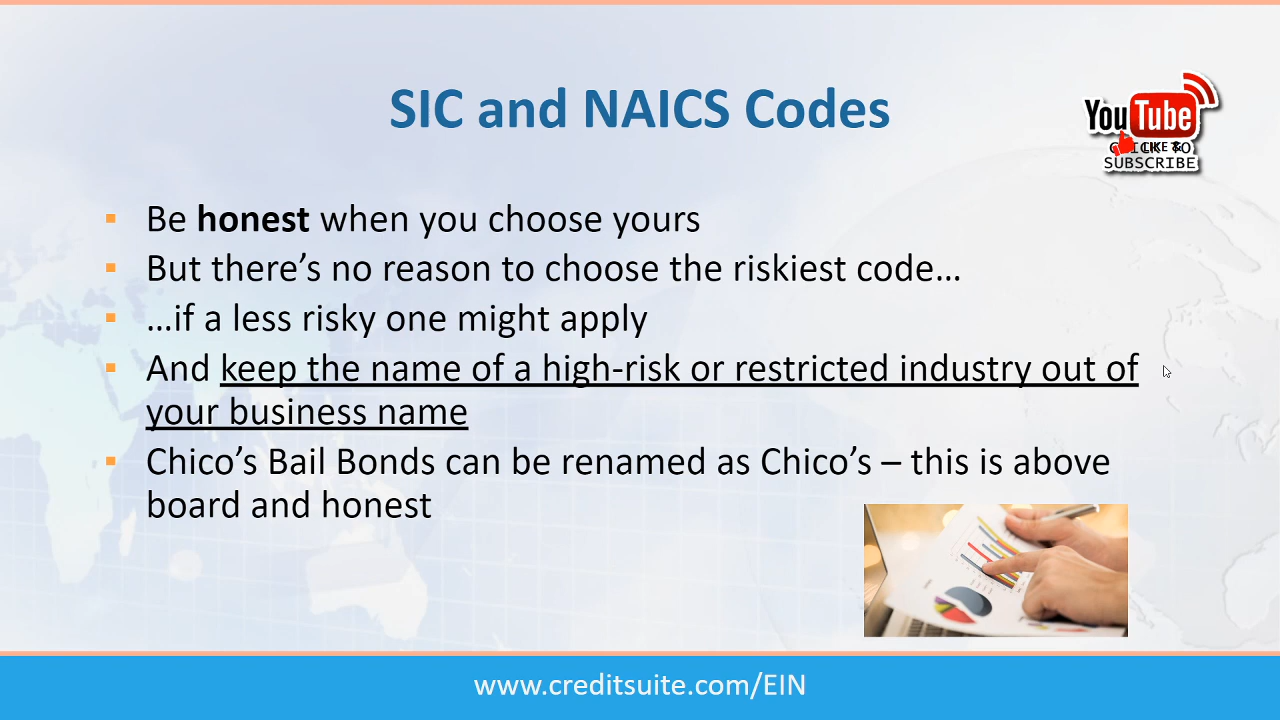 SIC and NAICS Codes
YouTube
LIKE &
SUBSCRIBE
Be honest when you choose yours
But there’s no reason to choose the riskiest code…
…if a less risky one might apply
And keep the name of a high-risk or restricted industry out of
your business name
Chico’s Bail Bonds can be renamed as Chico’s – this is above
board and honest
www.creditsuite.com/EIN